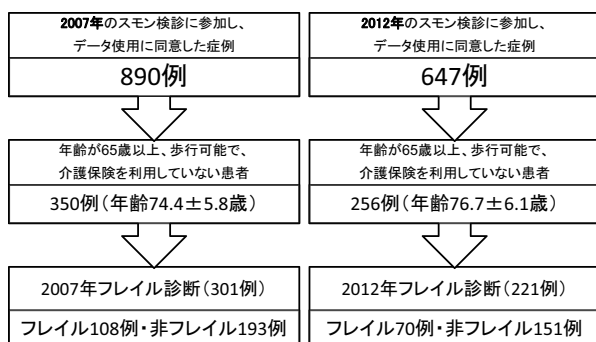 2007年のスモン検診に参加し、
データ使用に同意した症例
890例
年齢が65歳以上、歩行可能で、
介護保険を利用していない患者
350例(年齢74.4±5.8歳)
2007年フレイル診断(301例)
フレイル108例・非フレイル193例
2012年のスモン検診に参加し、
データ使用に同意した症例
647例
年齢が65歳以上、歩行可能で、
介護保険を利用していない患者
256例(年齢76.7±6.1歳)
2012年フレイル診断(221例)
フレイル70例・非フレイル151例